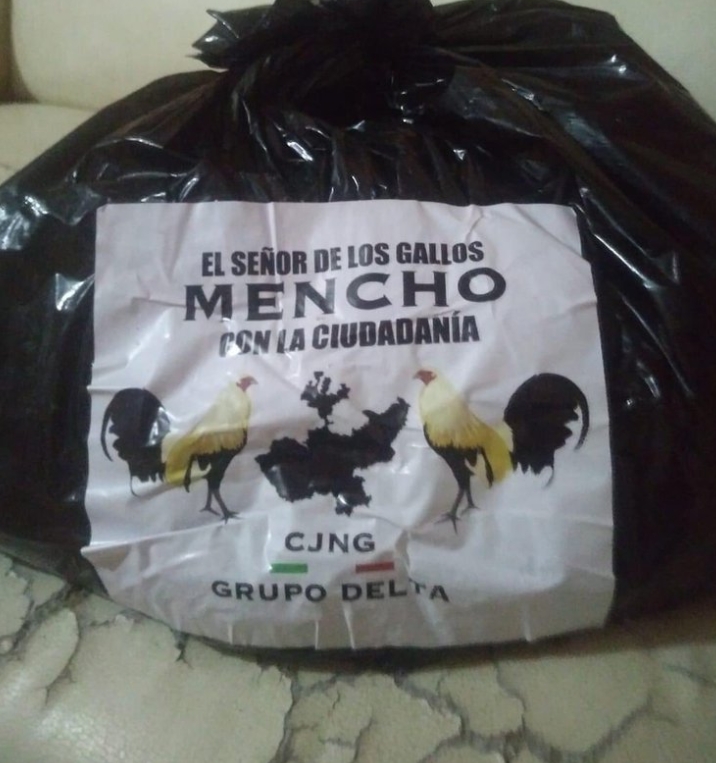 EL SEÑOR DE LOS GALLOS
MENCHO
CON LA CIUDADANÍA
CJNG
GRUPO DELTA